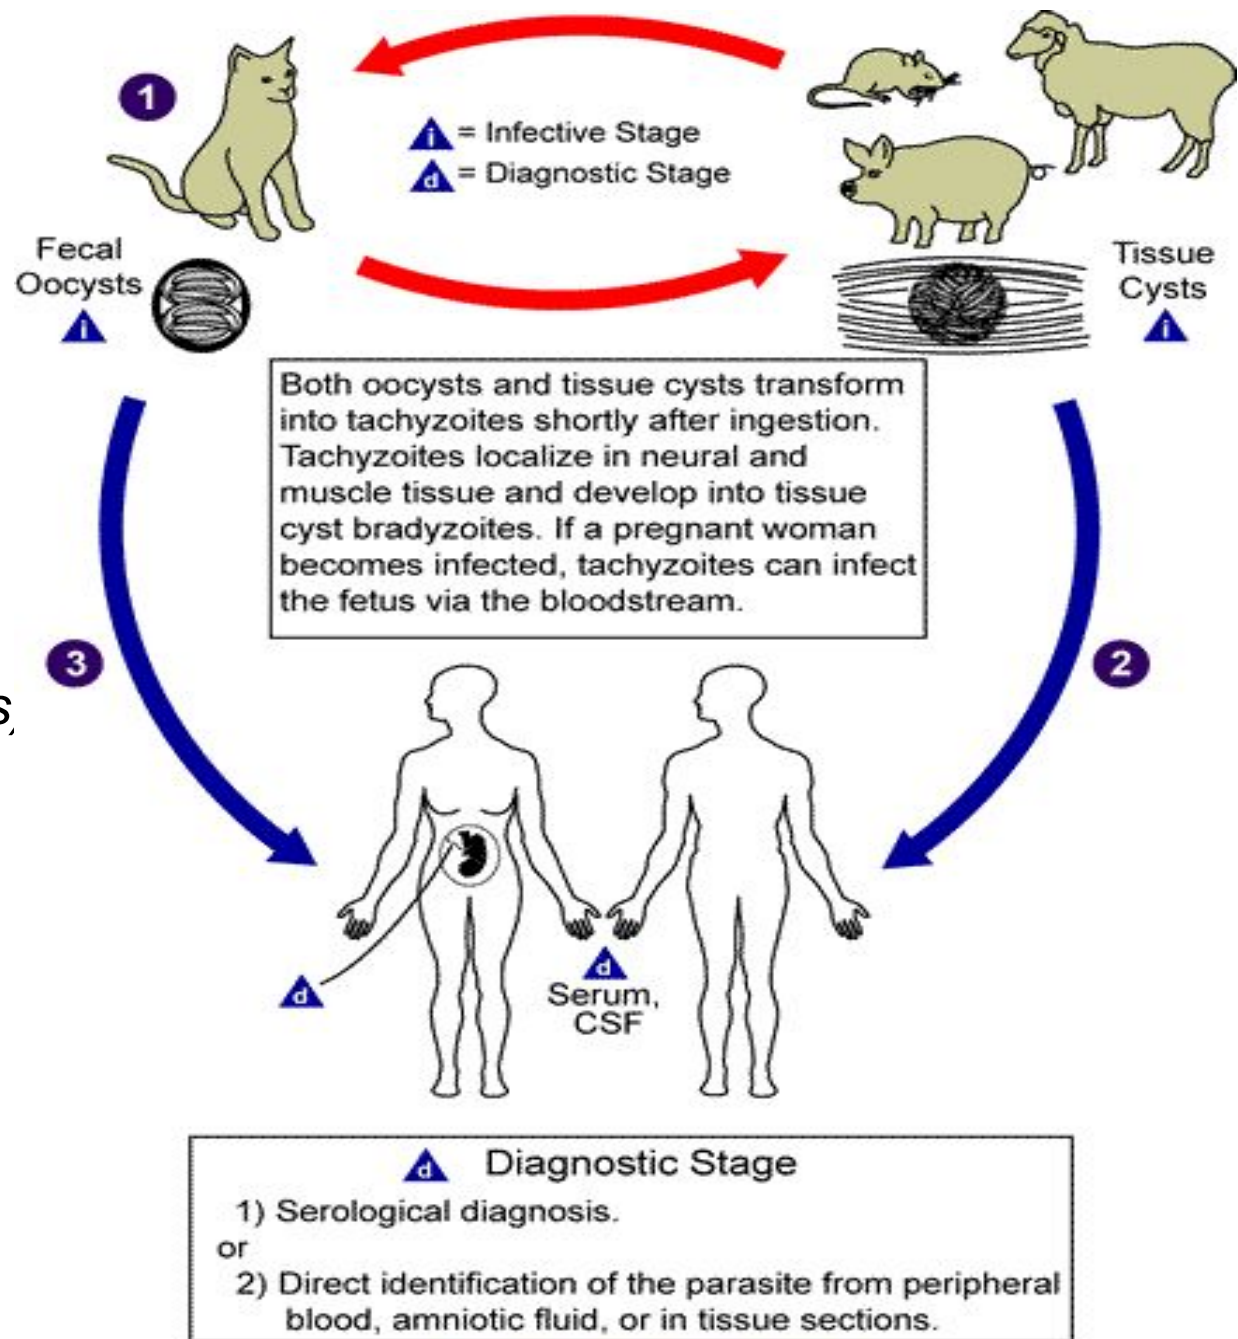 1
i = Infective Stage
d = Diagnostic Stage
Fecal
Oocysts
i
Tissue
Cysts
i
Both oocysts and tissue cysts transform
into tachyzoites shortly after ingestion.
Tachyzoites localize in neural and
muscle tissue and develop into tissue
cyst bradyzoites. If a pregnant woman
becomes infected, tachyzoites can infect
the fetus via the bloodstream.
3
2
d
d
Serum,
CSF
d Diagnostic Stage
1) Serological diagnosis.
or
2) Direct identification of the parasite from peripheral
blood, amniotic fluid, or in tissue sections.